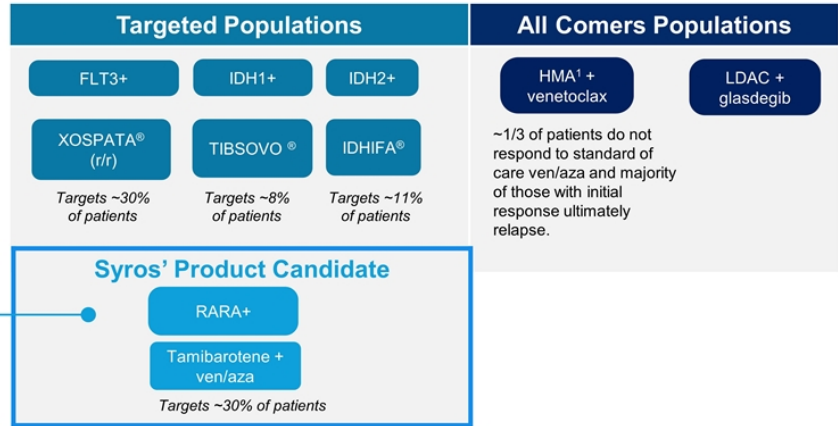 Targeted Populations
All Comers Populations
FLT3+
IDH1+
IDH2+
XOSPATA®
(r/r)
TIBSOVO ®
IDHIFA®
Targets ~30%
of patients
Targets ~8%
of patients
Targets ~11%
of patients
HMA¹ +
venetoclax
LDAC +
glasdegib
~1/3 of patients do not
respond to standard of
care ven/aza and majority
of those with initial
response ultimately
relapse.
Syros’ Product Candidate
RARA+
Tamibarotene +
ven/aza
Targets ~30% of patients